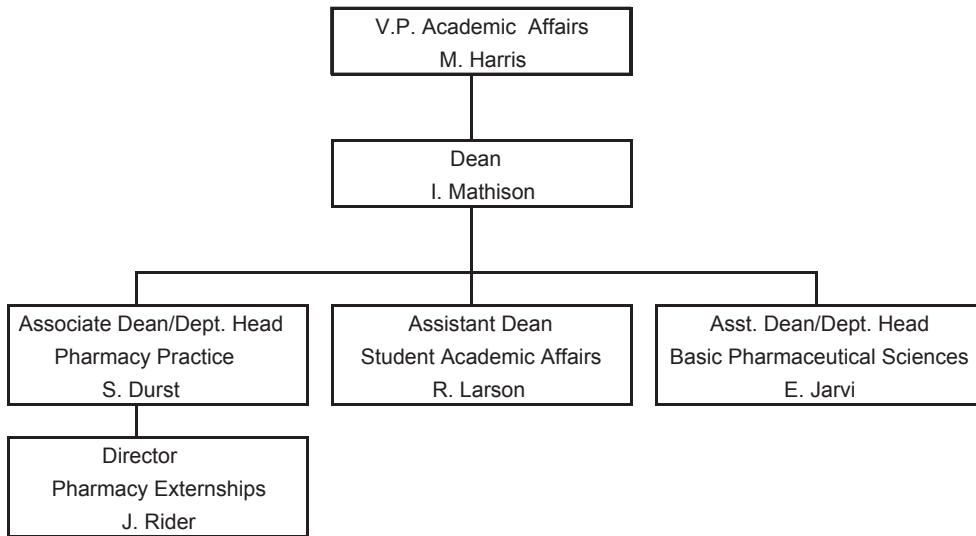 V.P. Academic Affairs
M. Harris
Dean
I. Mathison
Associate Dean/Dept. Head
Pharmacy Practice
S. Durst
Assistant Dean
Student Academic Affairs
R. Larson
Asst. Dean/Dept. Head
Basic Pharmaceutical Sciences
E. Jarvi
Director
Pharmacy Externships
J. Rider